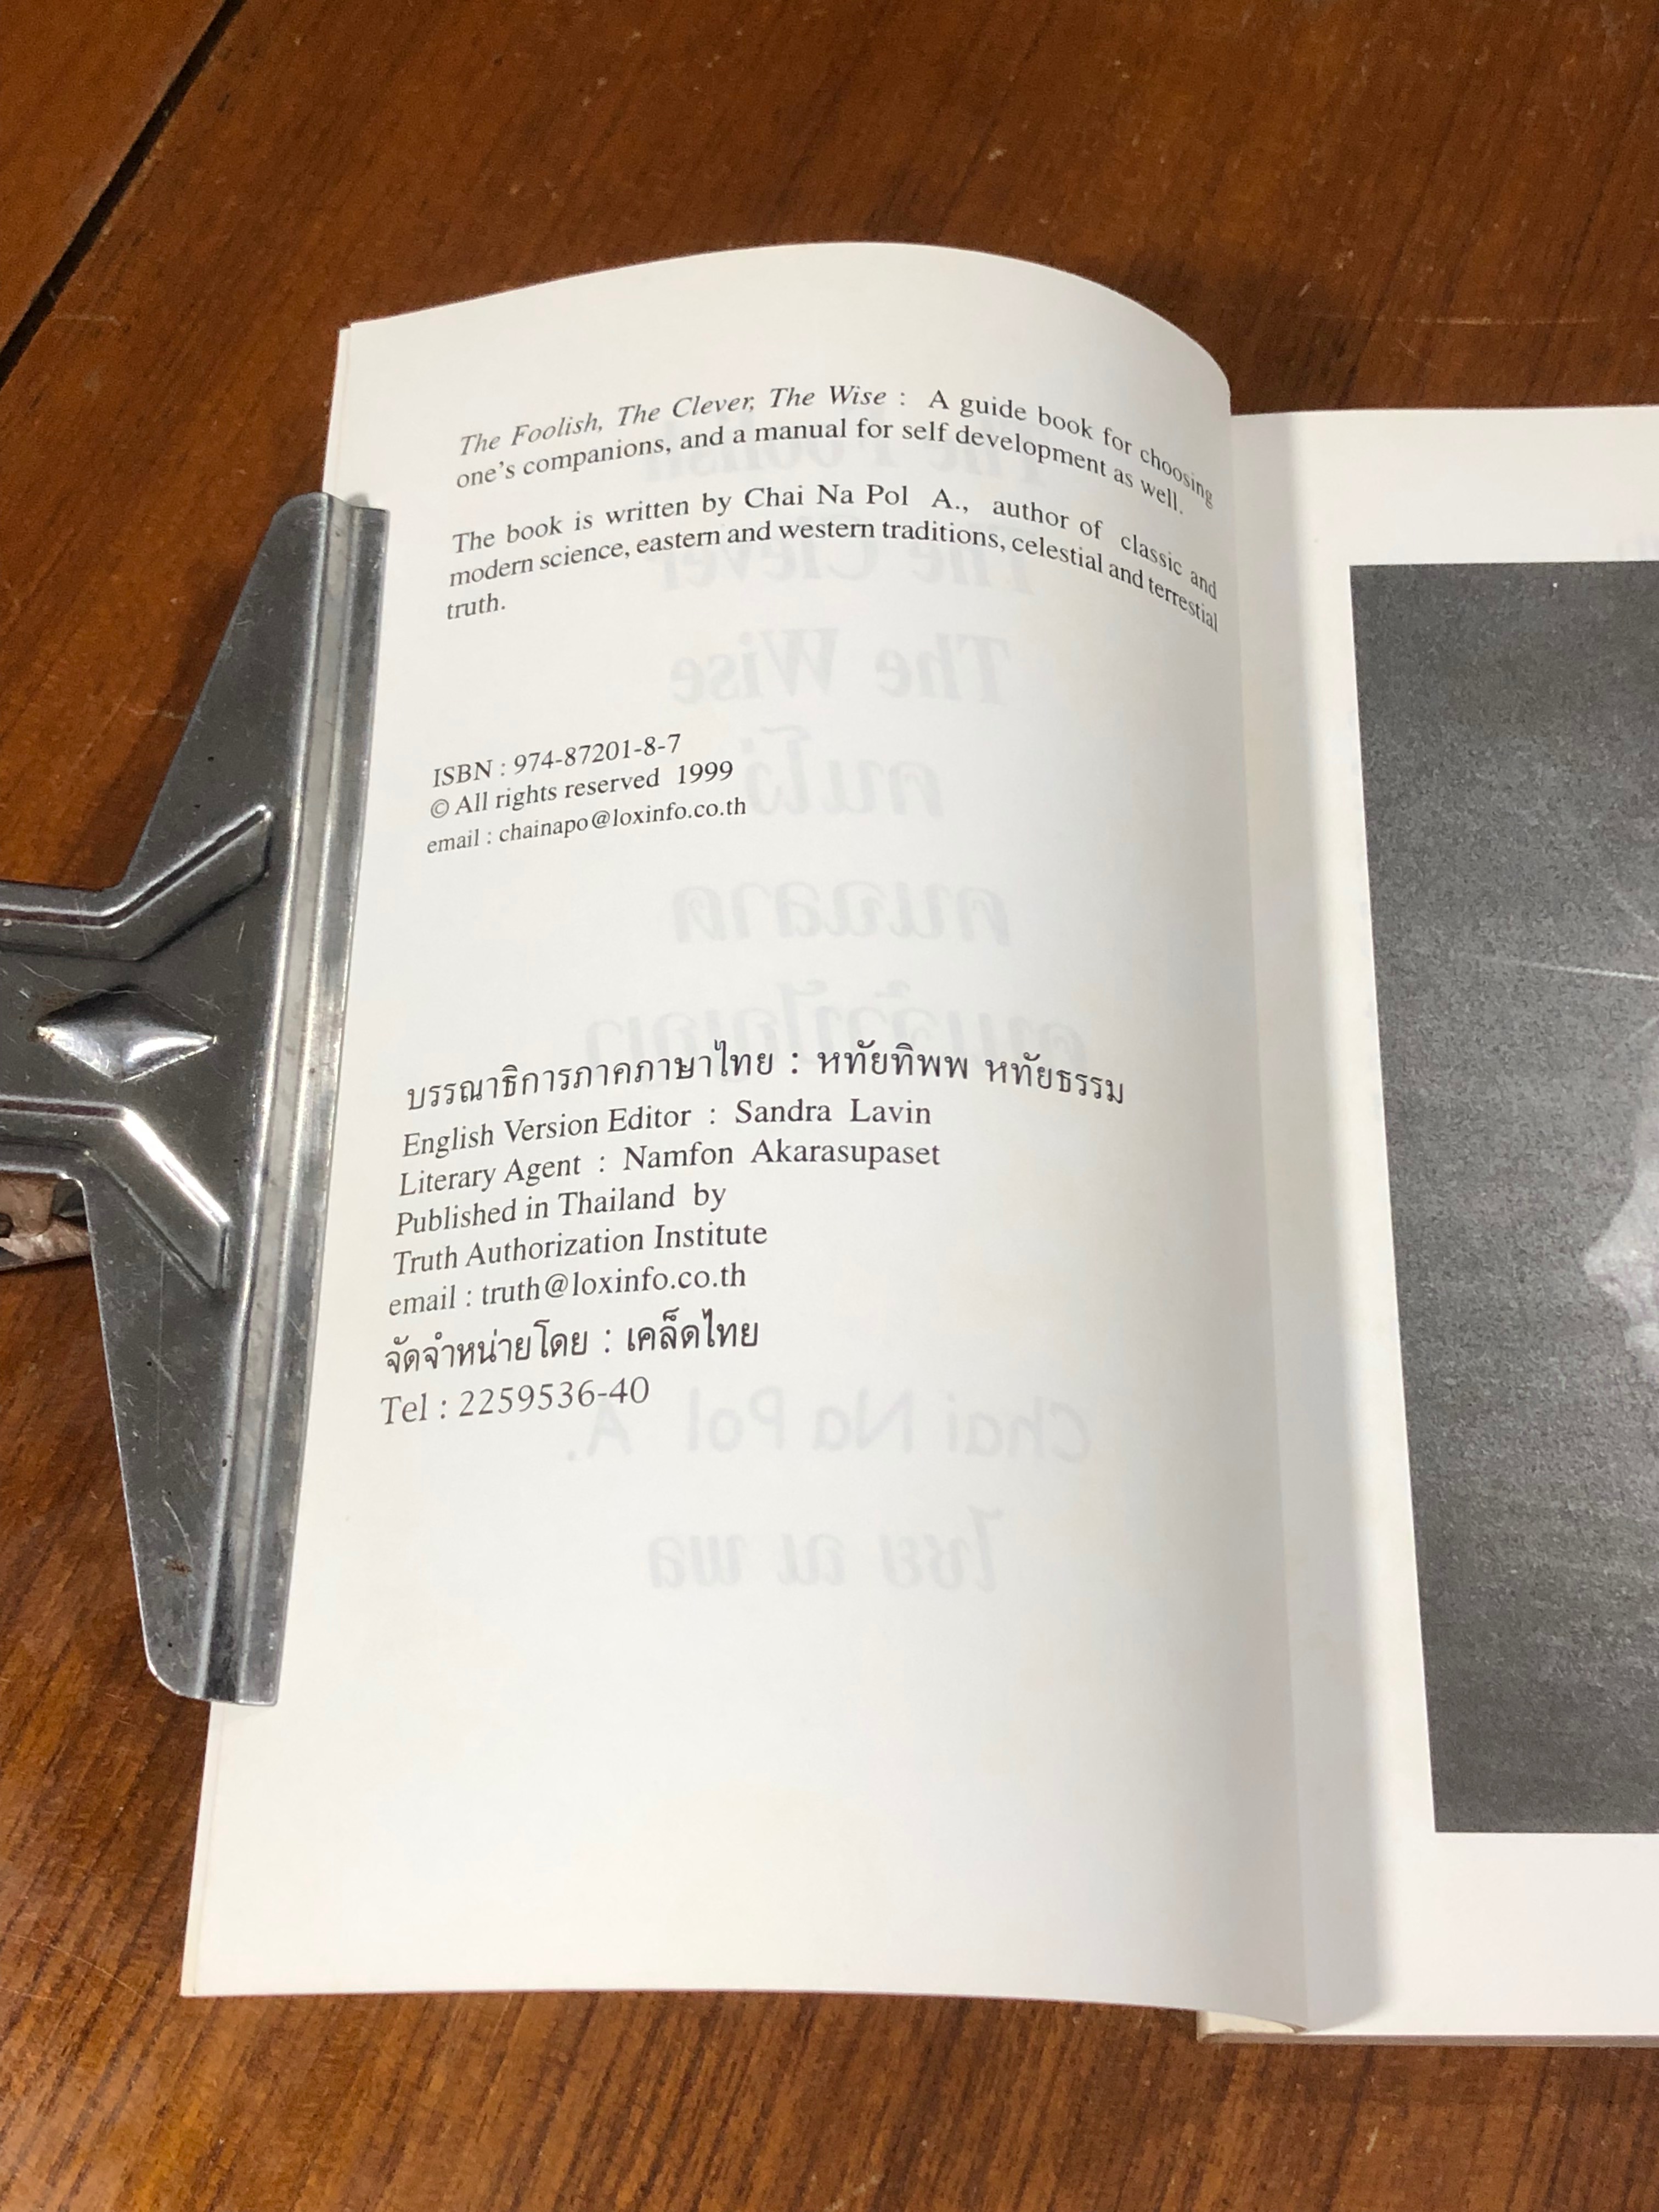 The Foolish, The Clever, The Wise : A guide book for choosing
one's companions, and a manual for self development as well.
The book is written by Chai Na Pol A., author of classic and
modern science, eastern and western traditions, celestial and terrestial
truth.
ISBN : 974-87201-8-7
© All rights reserved 1999
email : chainapo@loxinfo.co.th
บรรณาธิการภาคภาษาไทย : หทัยทิพพ หทัยธรรม
English Version Editor : Sandra Lavin
Literary Agent : Namfon Akarasupaset
Published in Thailand by
Truth Authorization Institute
email : truth@loxinfo.co.th
จัดจำหน่ายโดย : เคล็ดไทย
Tel : 2259536-40